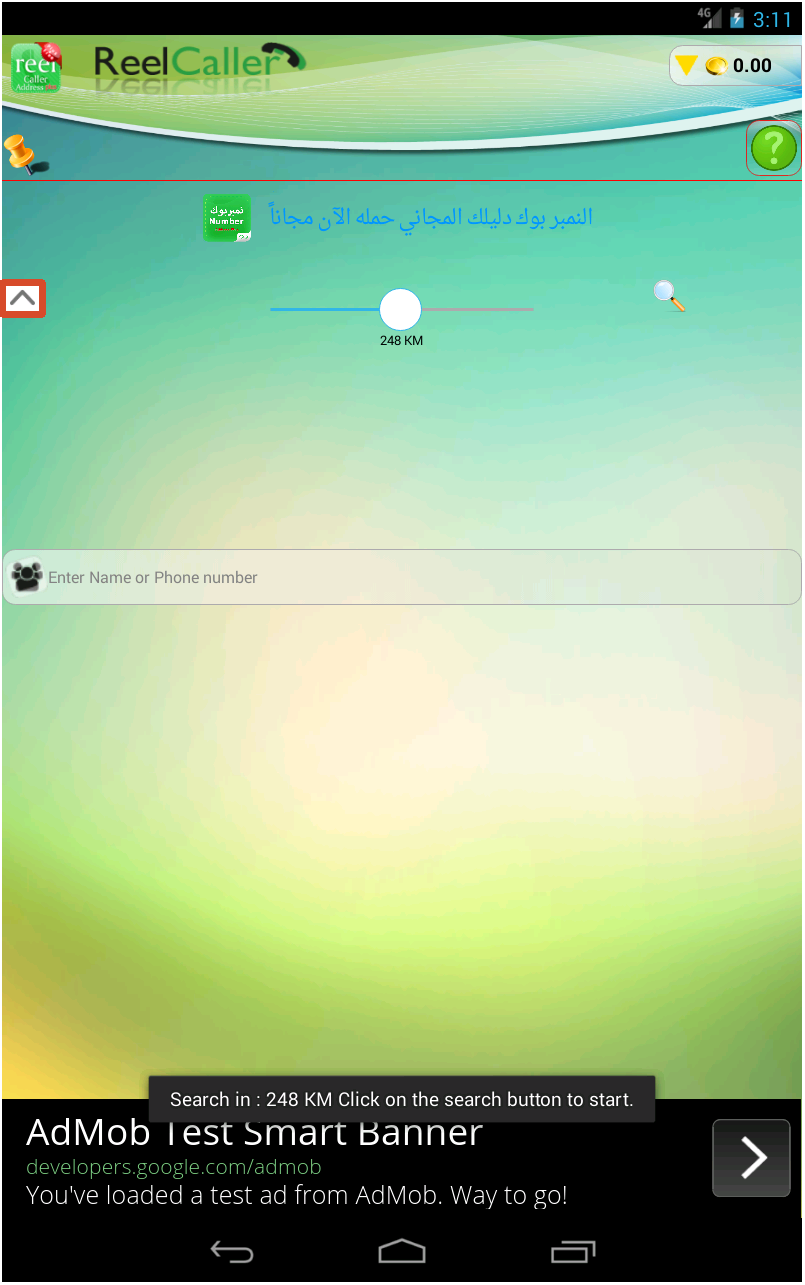 4G 3:11
reel
Caller
Address
ReelCaller
0.00
نمبر بوك
Number
النمبر بوك دليلك المجاني حمله الآن مجاناً
248 KM
Enter Name or Phone number
Search in : 248 KM Click on the search button to start.
AdMob Test Smart Banner
developers.google.com/admob
You've loaded a test ad from AdMob. Way to go!